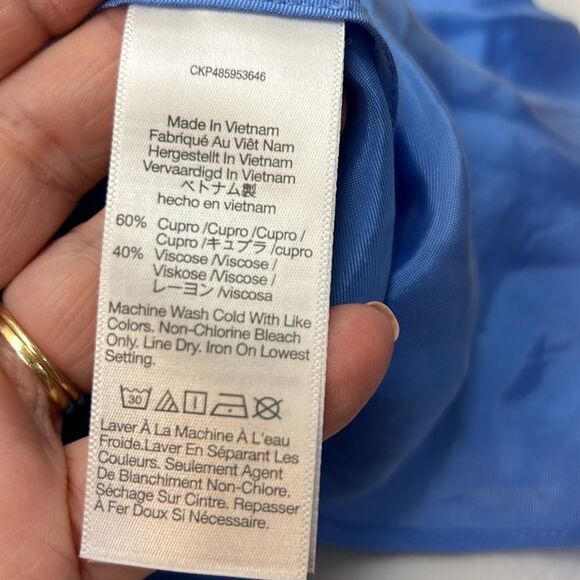 CKP485953646
Made In Vietnam
Fabriqué Au Viêt Nam
Hergestellt In Vietnam
Vervaardigd In Vietnam
ベトナム製
hecho en vietnam
60% Cupro /Cupro /Cupro /
Cupro /キュプラ /cupro
40% Viscose /Viscose /
Viskose /Viscose /
レーヨン /viscosa
Machine Wash Cold With Like
Colors. Non-Chlorine Bleach
Only. Line Dry. Iron On Lowest
Setting.
30
Laver À La Machine À L'eau
Froide.Laver En Séparant Les
Couleurs. Seulement Agent
De Blanchiment Non-Chlore.
Séchage Sur Cintre. Repasser
À Fer Doux Si Nécessaire.